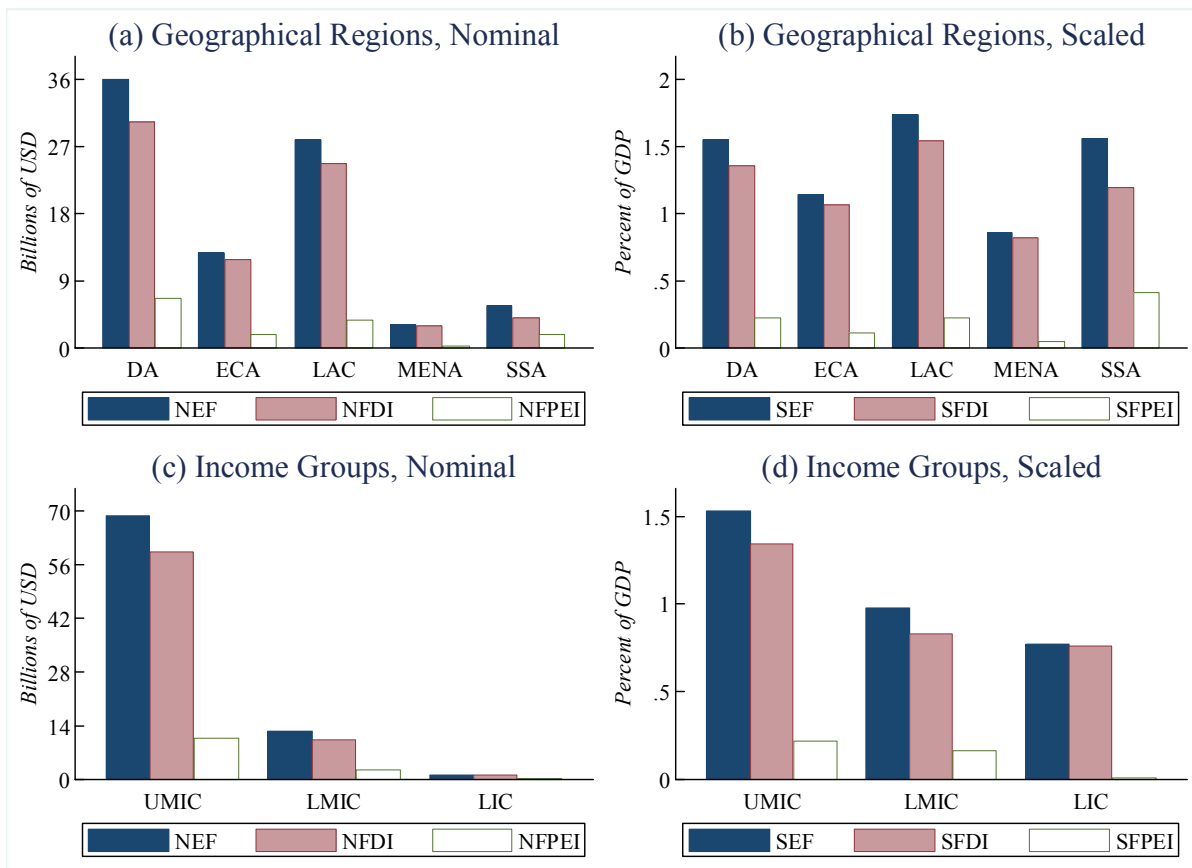 (a) Geographical Regions, Nominal
Billions of USD
36
27
18
9
0
DA ECA LAC MENA SSA
NEF NFDI NFPEI
(b) Geographical Regions, Scaled
Percent of GDP
2
1.5
1
.5
0
DA ECA LAC MENA SSA
SEF SFDI SFPEI
(c) Income Groups, Nominal
Billions of USD
70
56
42
28
14
0
UMIC LMIC LIC
NEF NFDI NFPEI
(d) Income Groups, Scaled
Percent of GDP
1.5
1
.5
0
UMIC LMIC LIC
SEF SFDI SFPEI